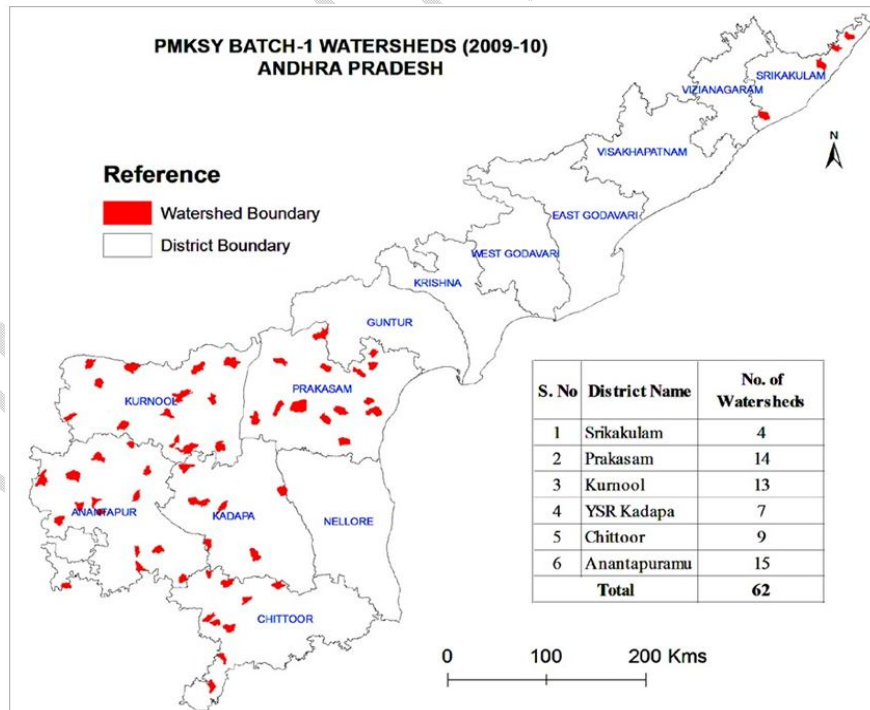 PMKSY BATCH-1 WATERSHEDS (2009-10)
ANDHRA PRADESH
SRIKAKULAM
VIZIANAGARAM
N
VISAKHAPATNAM
Reference
Watershed Boundary
District Boundary
EAST GODAVARI
WEST GODAVARI
KRISHNA
GUNTUR
PRAKASAM
KURNOOL
ANANTAPUR
KADAPA
NELLORE
CHITTOOR
S. No District Name No. of Watersheds
1 Srikakulam 4
2 Prakasam 14
3 Kurnool 13
4 YSR Kadapa 7
5 Chittoor 9
6 Anantapuramu 15
Total 62
0 100 200 Kms